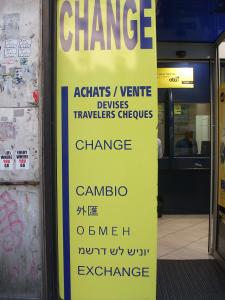 CHANGE
ACHATS / VENTE
DEVISES
TRAVELERS CHEQUES
CHANGE
CAMBIO
外匯
ОБМЕН
יוניש לש דרשמ
EXCHANGE